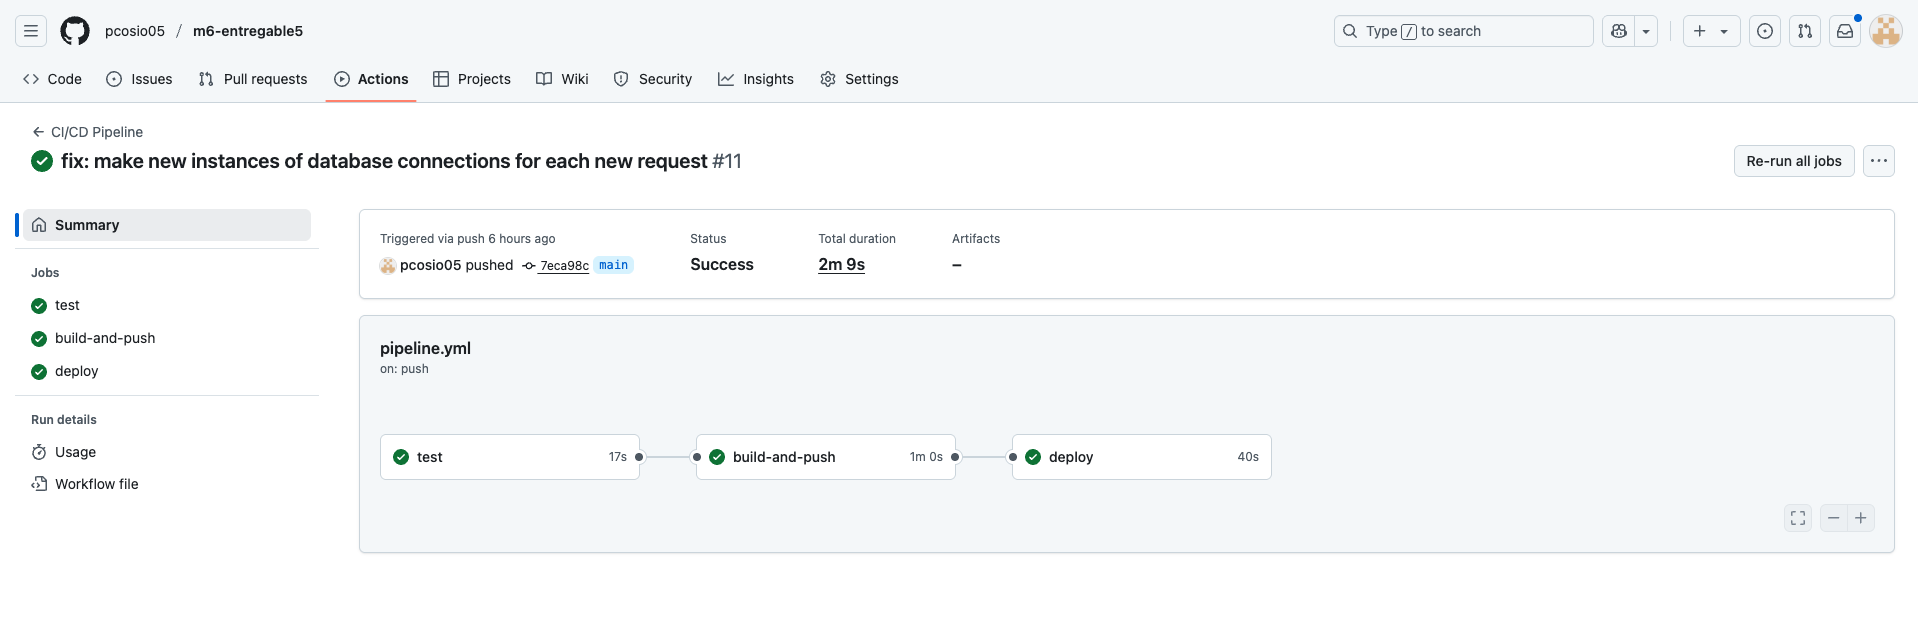 pcosio05 / m6-entregable5
Type / to search
Code
Issues
Pull requests
Actions
Projects
Wiki
Security
Insights
Settings
CI/CD Pipeline
fix: make new instances of database connections for each new request #11
Re-run all jobs
Summary
Jobs
test
build-and-push
deploy
Run details
Usage
Workflow file
Triggered via push 6 hours ago
pcosio05 pushed 7eca98c main
Status
Success
Total duration
2m 9s
Artifacts
–
pipeline.yml
on: push
test 17s
build-and-push 1m 0s
deploy 40s